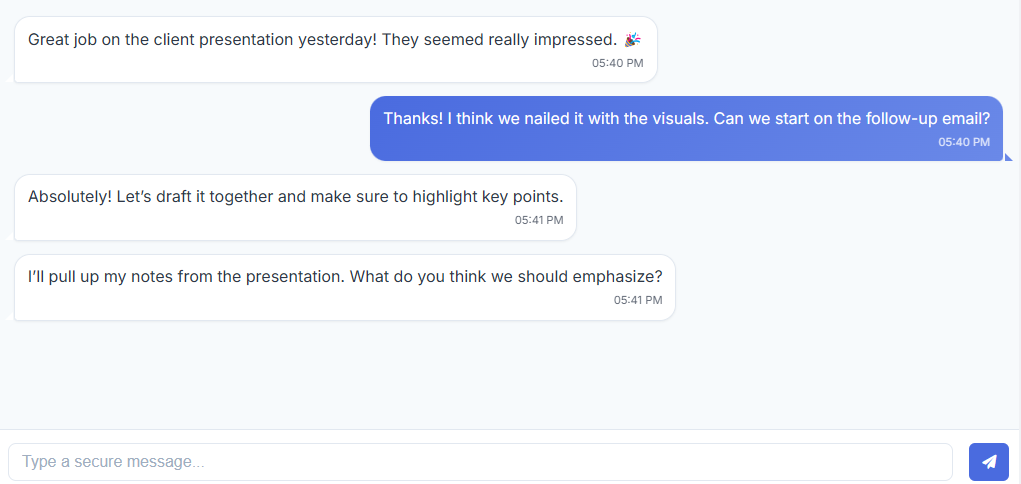 Great job on the client presentation yesterday! They seemed really impressed. 🎉
05:40 PM
Thanks! I think we nailed it with the visuals. Can we start on the follow-up email?
05:40 PM
Absolutely! Let’s draft it together and make sure to highlight key points.
05:41 PM
I’ll pull up my notes from the presentation. What do you think we should emphasize?
05:41 PM
Type a secure message...